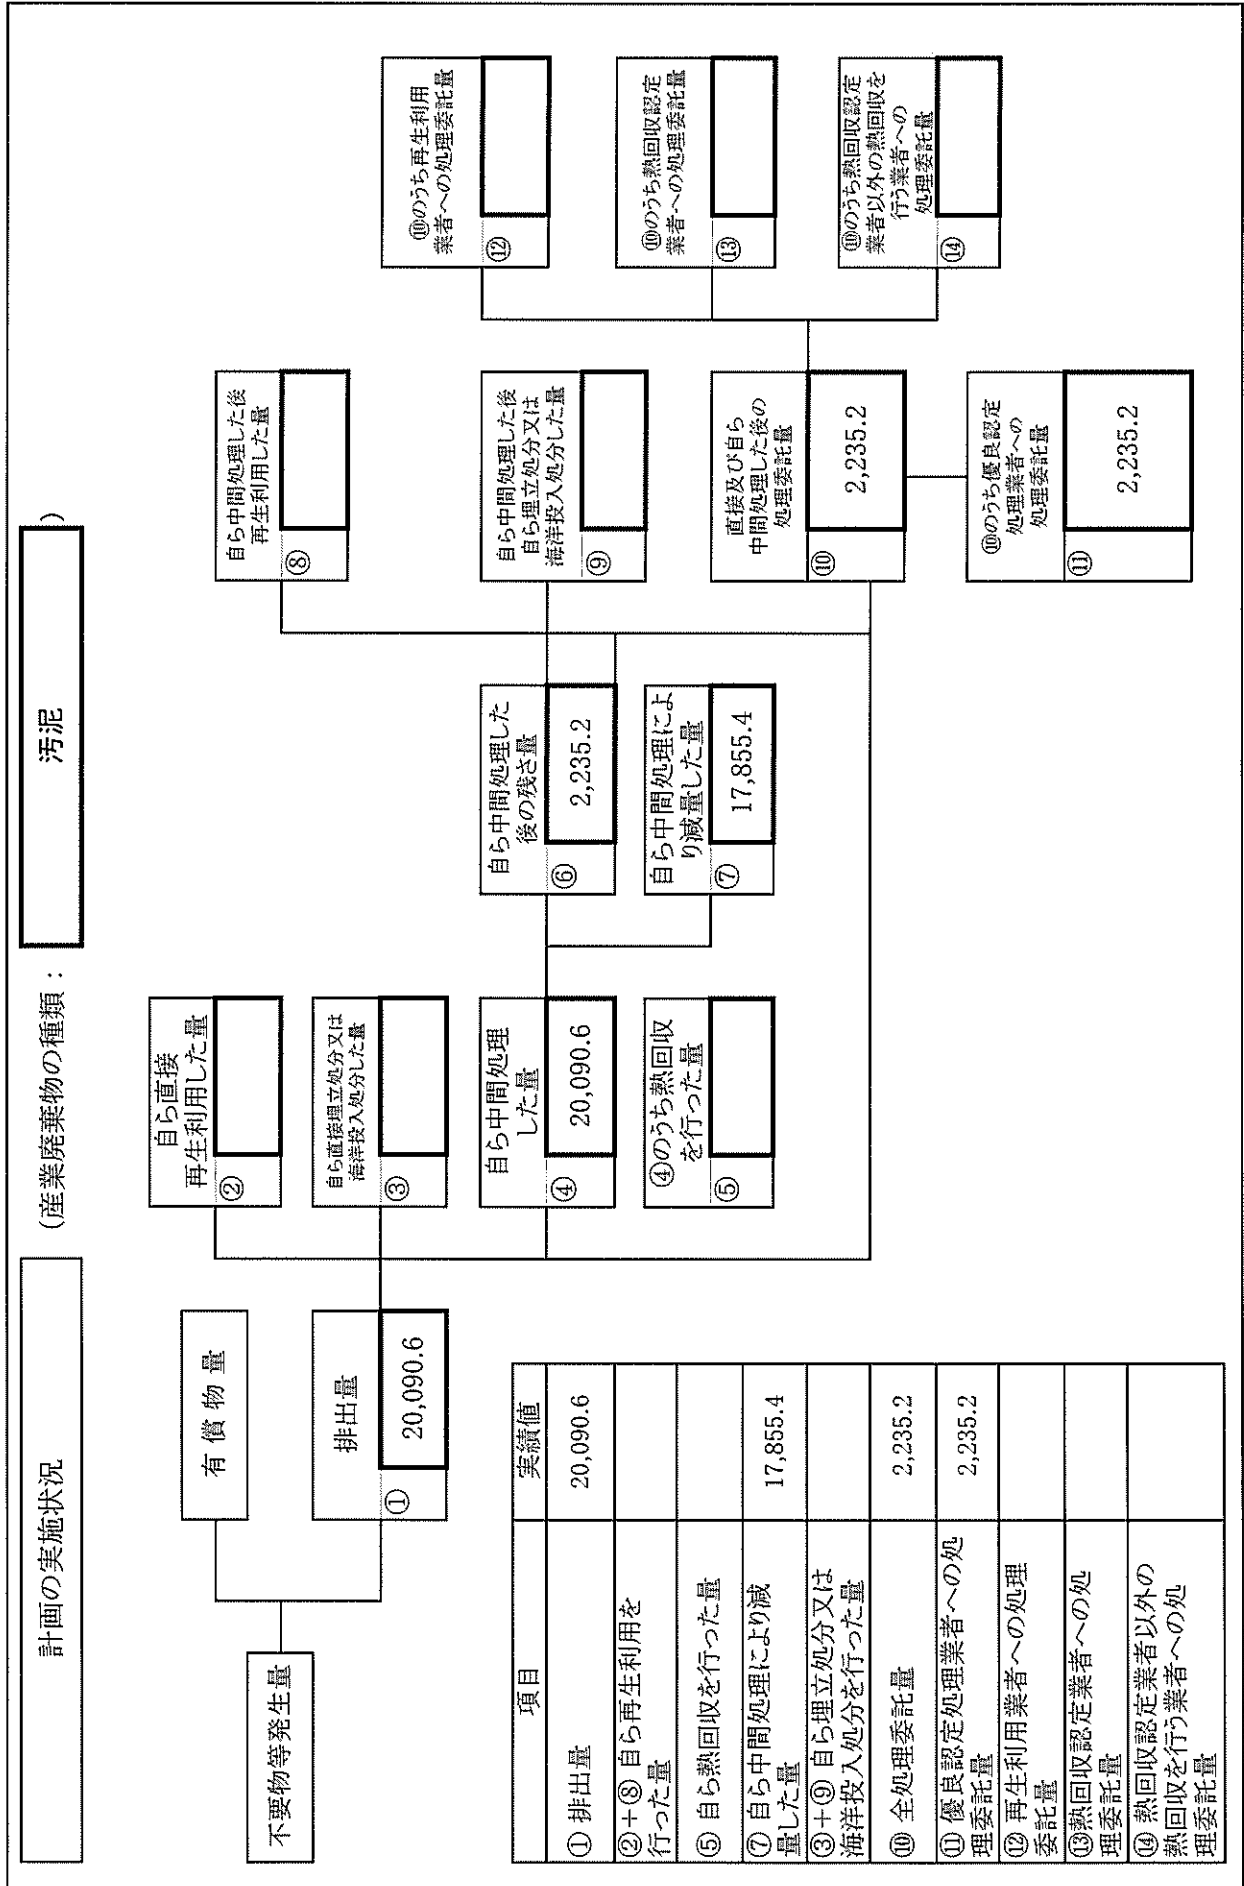 計画の実施状況
(産業廃棄物の種類：
汚泥
)
不要物等発生量
有 償 物 量
排出量
①
20,090.6
自ら直接
再生利用した量
②
自ら直接埋立処分又は
海洋投入処分した量
③
自ら中間処理
した量
④
20,090.6
④のうち熱回収
を行った量
⑤
自ら中間処理した
後の残さ量
⑥
2,235.2
自ら中間処理によ
り減量した量
⑦
17,855.4
自ら中間処理した後
再生利用した量
⑧
自ら中間処理した後
自ら埋立処分又は
海洋投入処分した量
⑨
直接及び自ら
中間処理した後の
処理委託量
⑩
2,235.2
⑩のうち優良認定
処理業者への
処理委託量
⑪
2,235.2
⑩のうち再生利用
業者への処理委託量
⑫
⑩のうち熱回収認定
業者への処理委託量
⑬
⑩のうち熱回収認定
業者以外の熱回収を
行う業者への
処理委託量
⑭
項目
実績値
① 排出量
20,090.6
②＋⑧ 自ら再生利用を
行った量
⑤ 自ら熱回収を行った量
⑦ 自ら中間処理により減
量した量
17,855.4
③＋⑨ 自ら埋立処分又は
海洋投入処分を行った量
⑩ 全処理委託量
2,235.2
⑪ 優良認定処理業者への処
理委託量
2,235.2
⑫ 再生利用業者への処理
委託量
⑬熱回収認定業者への処
理委託量
⑭ 熱回収認定業者以外の
熱回収を行う業者への処
理委託量